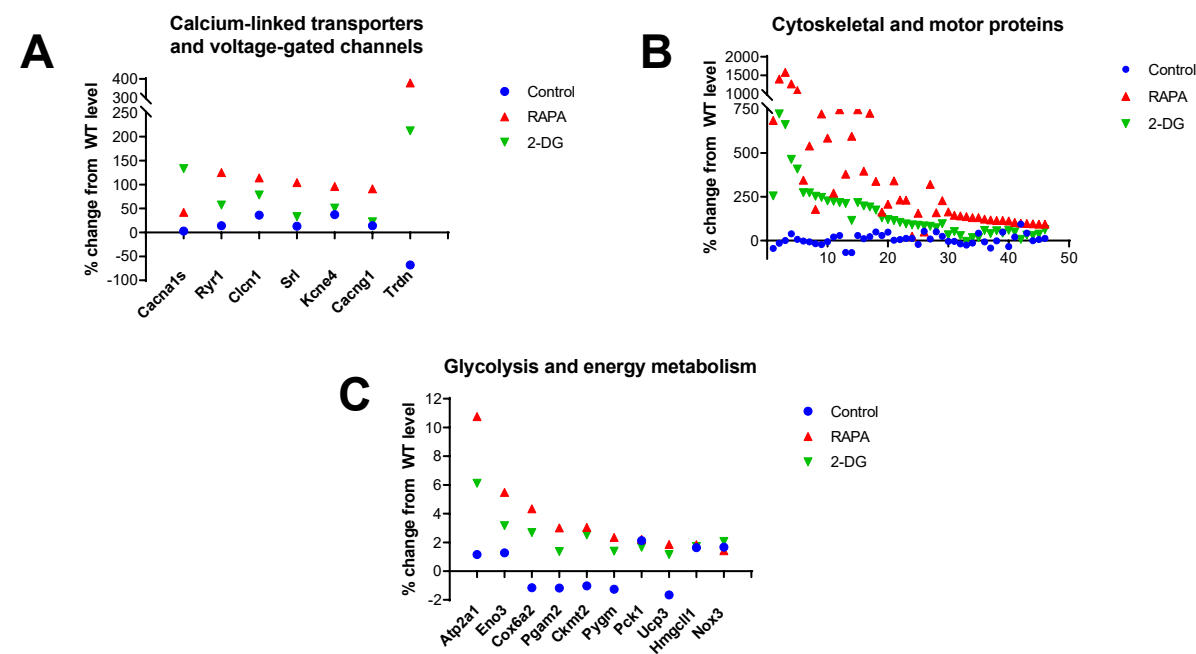 A
Calcium-linked transporters
and voltage-gated channels
% change from WT level
400
300
250
200
150
100
50
0
-50
-100
Cacna1s
Ryr1
Clcn1
Srl
Kcne4
Cacng1
Trdn
Control
RAPA
2-DG
B
Cytoskeletal and motor proteins
% change from WT level
2000
1500
1000
750
500
250
0
10
20
30
40
50
Control
RAPA
2-DG
C
Glycolysis and energy metabolism
% change from WT level
12
10
8
6
4
2
0
-2
Atp2a1
Eno3
Cox6a2
Pgam2
Ckmt2
Pygm
Pck1
Ucp3
Hmgcll1
Nox3
Control
RAPA
2-DG